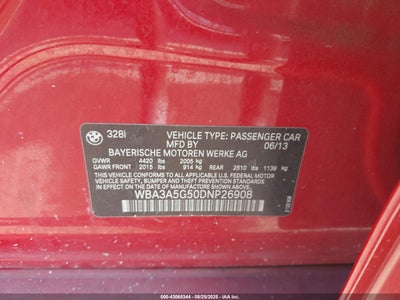 328i
VEHICLE TYPE: PASSENGER CAR
MFD BY 06/13
BAYERISCHE MOTOREN WERKE AG
GVWR 4420 lbs 2005 kg
GAWR FRONT 2015 lbs 914 kg REAR 2510 lbs 1139 kg
THIS VEHICLE CONFORMS TO ALL APPLICABLE U.S. FEDERAL
MOTOR VEHICLE SAFETY, BUMPER, AND THEFT PREVENTION
STANDARDS IN EFFECT ON THE DATE OF MANUFACTURE
SHOWN ABOVE.
WBA3A5G50DNP26908
000-43065344 - 08/29/2025 - IAAI